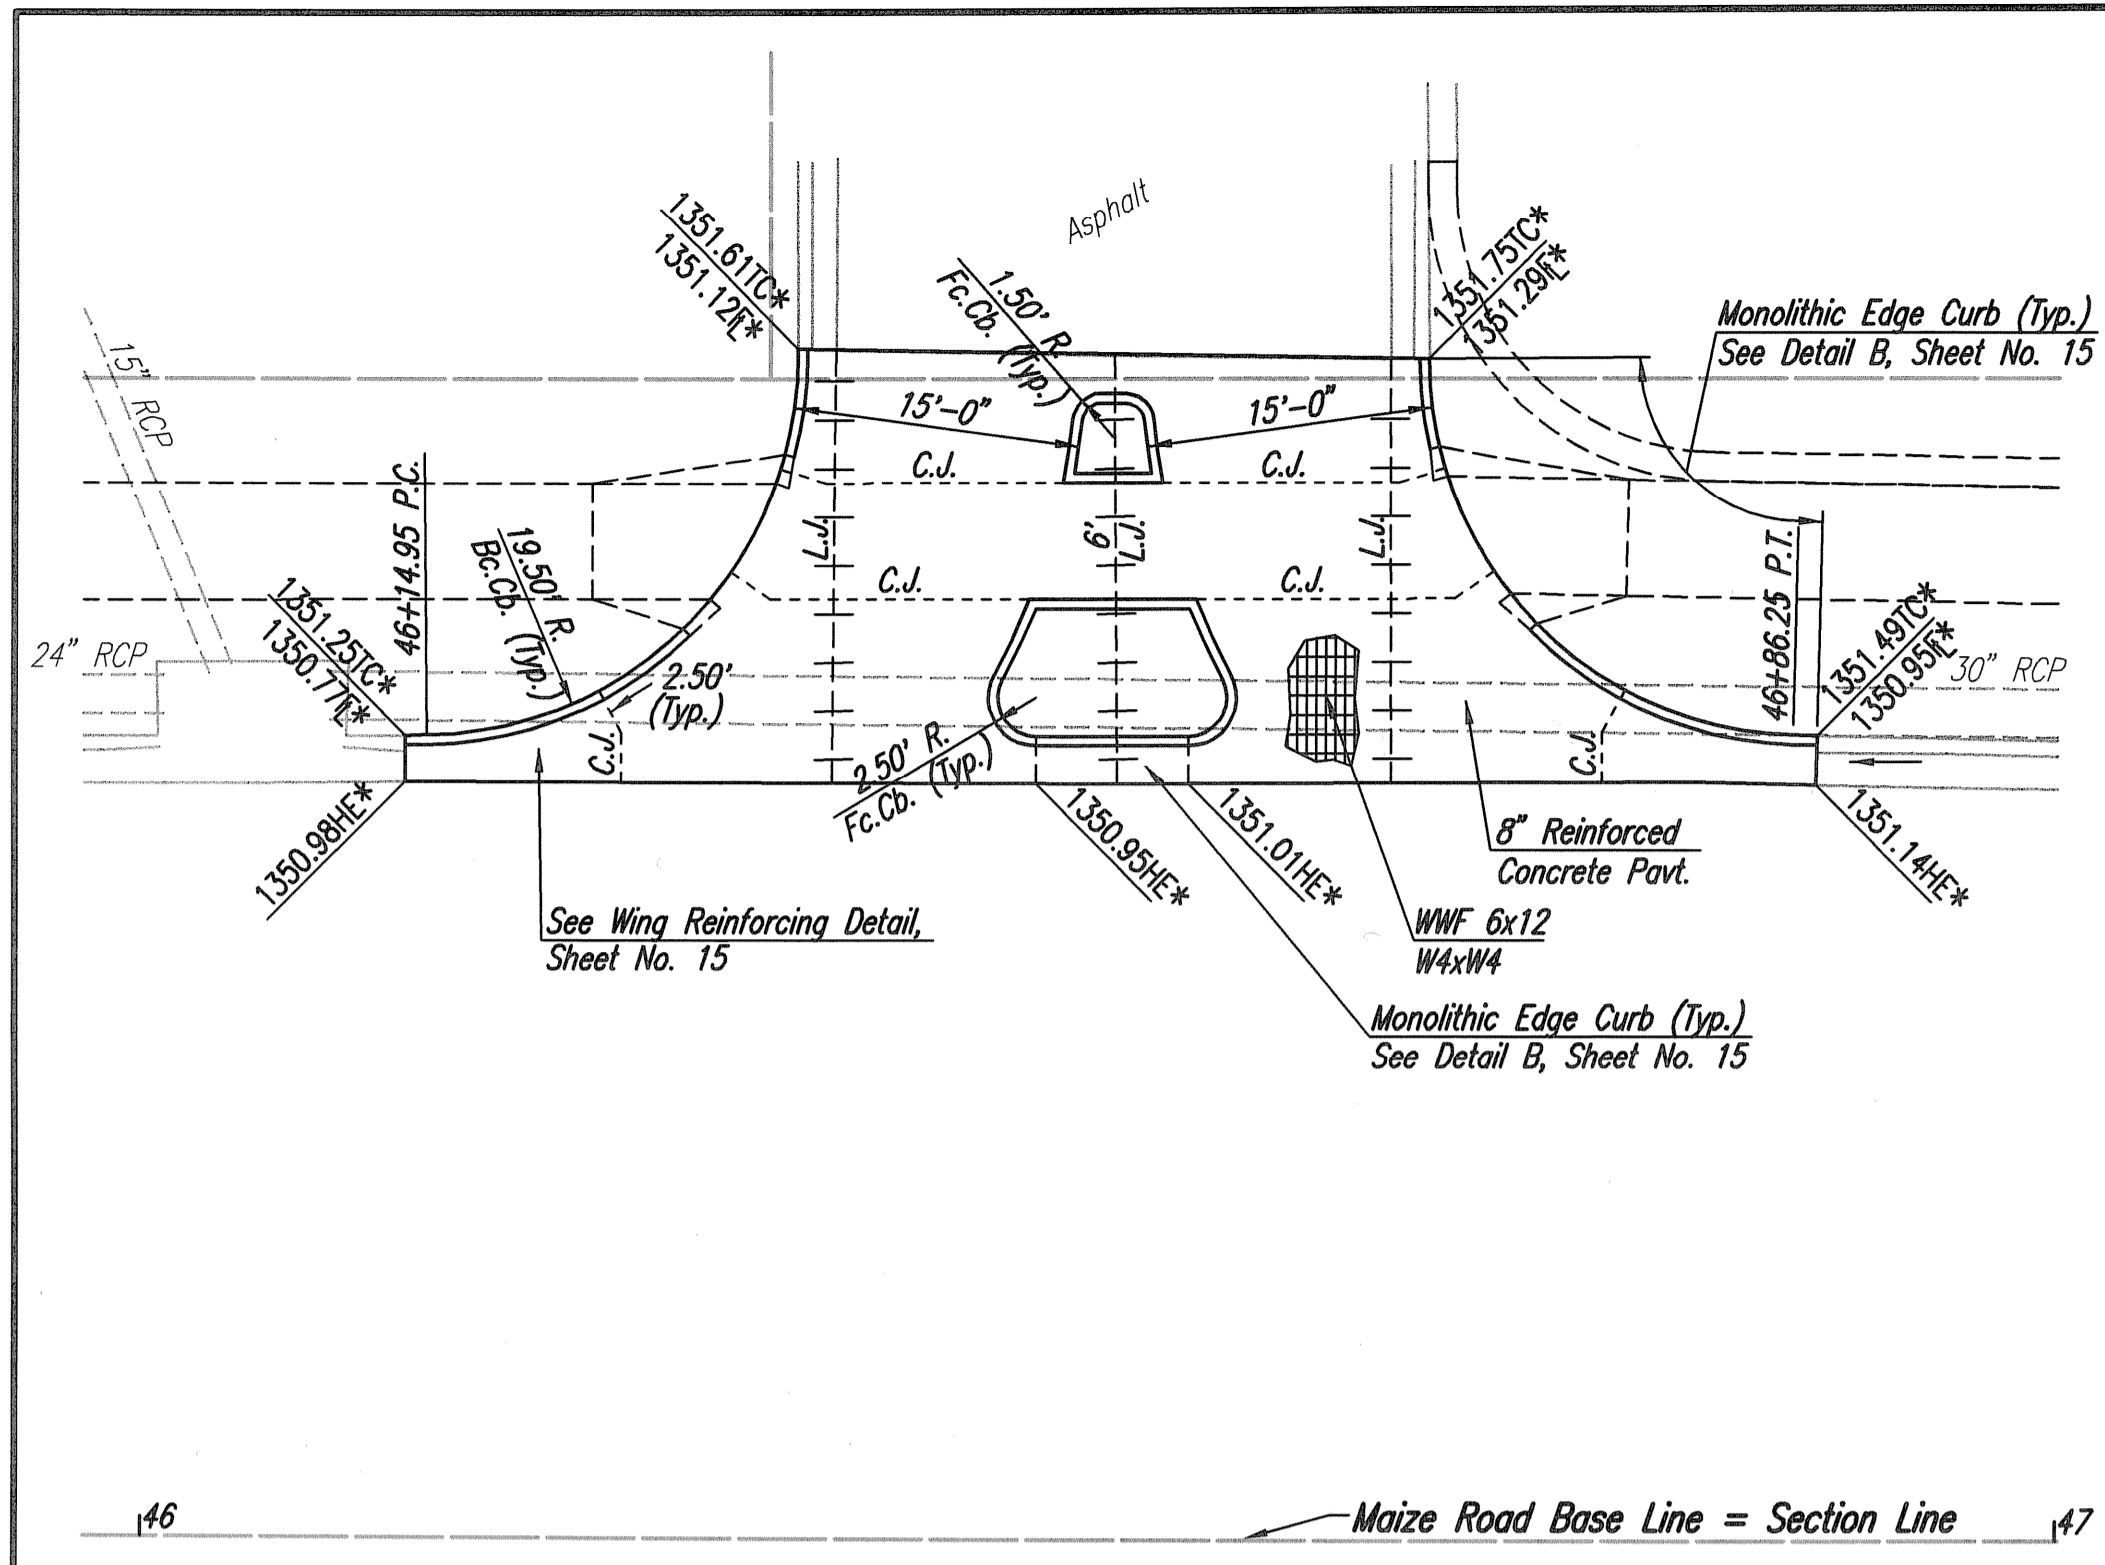 Asphalt
1351.61TC*
1351.12℄*
1.50' R.
Fc.Cb. (Typ.)
1351.75TC*
1351.29℄*
Monolithic Edge Curb (Typ.)
See Detail B, Sheet No. 15
15" RCP
15'-0"
15'-0"
C.J.
C.J.
46+14.95 P.C.
19.50' R.
Bc.Cb. (Typ.)
L.J.
6'
L.J.
L.J.
C.J.
C.J.
46+86.25 P.T.
1351.25TC*
1350.77℄*
24" RCP
2.50'
(Typ.)
1351.49TC*
1350.95℄*
30" RCP
C.J.
C.J.
2.50' R.
Fc.Cb. (Typ.)
1350.98HE*
1350.95HE*
1351.01HE*
1351.14HE*
8" Reinforced
Concrete Pavt.
See Wing Reinforcing Detail,
Sheet No. 15
WWF 6x12
W4xW4
Monolithic Edge Curb (Typ.)
See Detail B, Sheet No. 15
46
Maize Road Base Line = Section Line
47